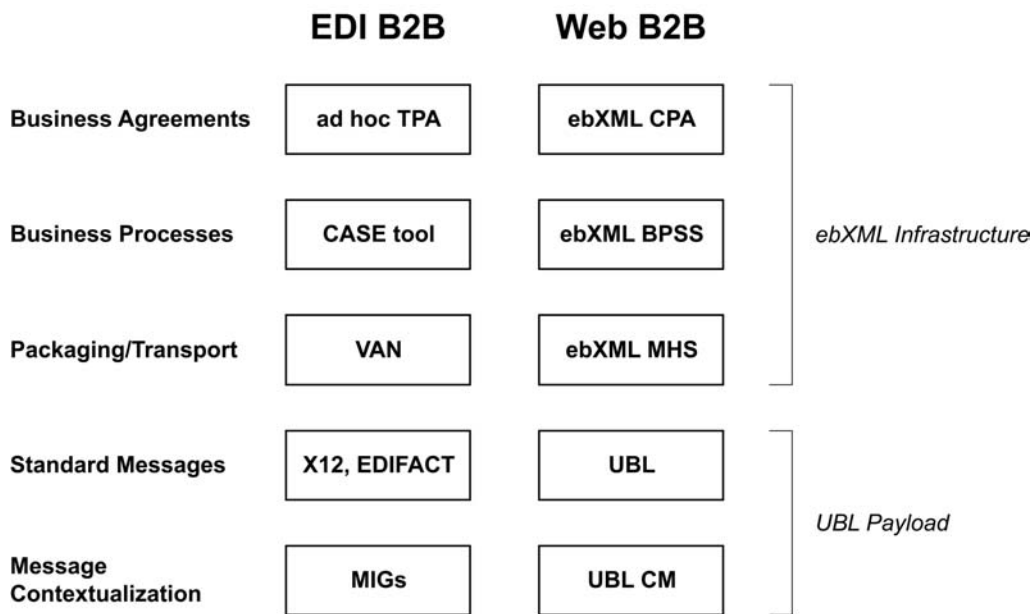 EDI B2B Web B2B
Business Agreements ad hoc TPA ebXML CPA
Business Processes CASE tool ebXML BPSS ebXML Infrastructure
Packaging/Transport VAN ebXML MHS
Standard Messages X12, EDIFACT UBL
UBL Payload
Message
Contextualization MIGs UBL CM